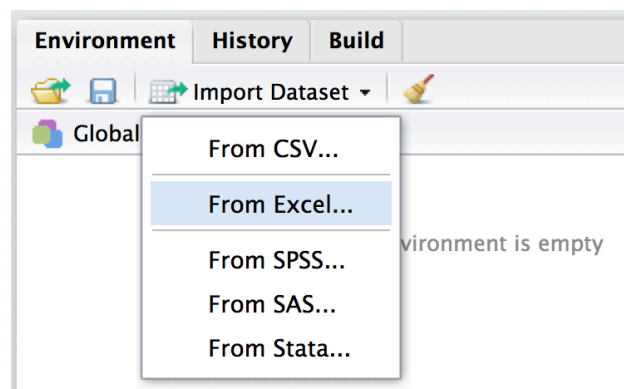 Environment History Build
Import Dataset
Global
From CSV...
From Excel...
vironment is empty
From SPSS...
From SAS...
From Stata...